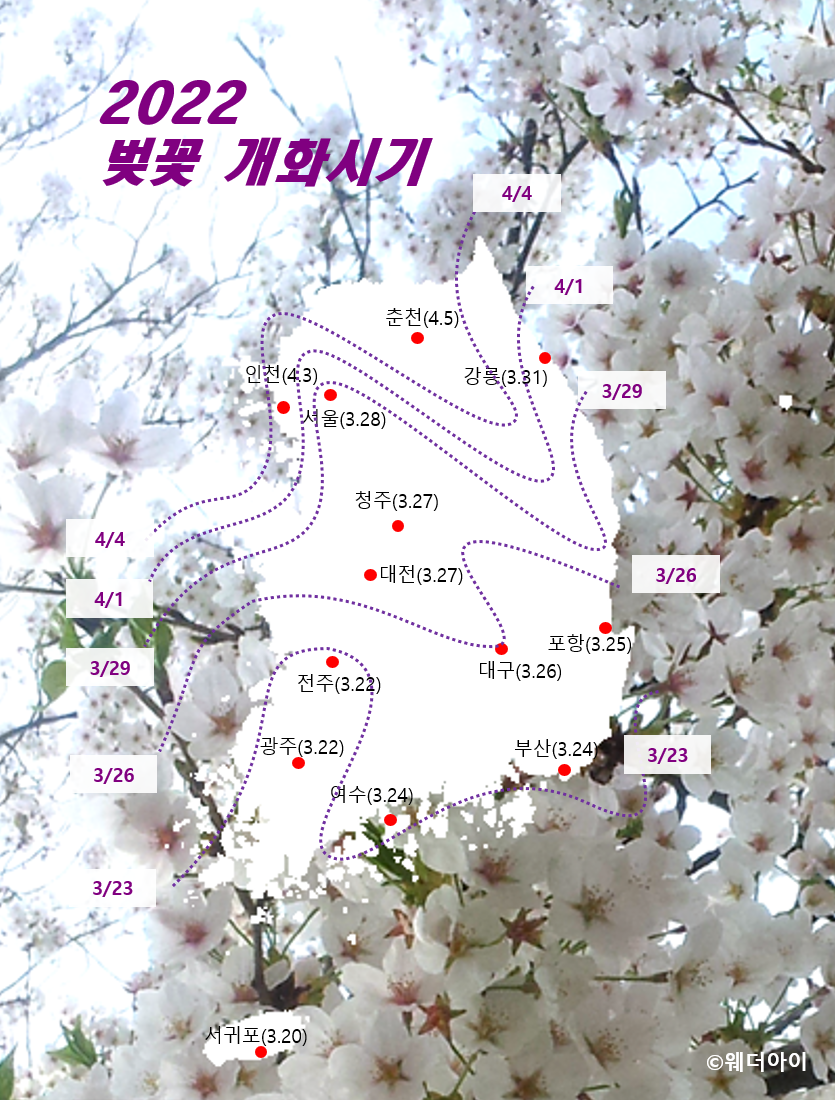 2022
벚꽃 개화시기
4/4
4/1
춘천(4.5)
인천(4.3)
강릉(3.31)
3/29
서울(3.28)
청주(3.27)
4/4
대전(3.27)
3/26
4/1
포항(3.25)
3/29
대구(3.26)
전주(3.22)
광주(3.22)
부산(3.24)
3/23
3/26
여수(3.24)
3/23
서귀포(3.20)
©웨더아이